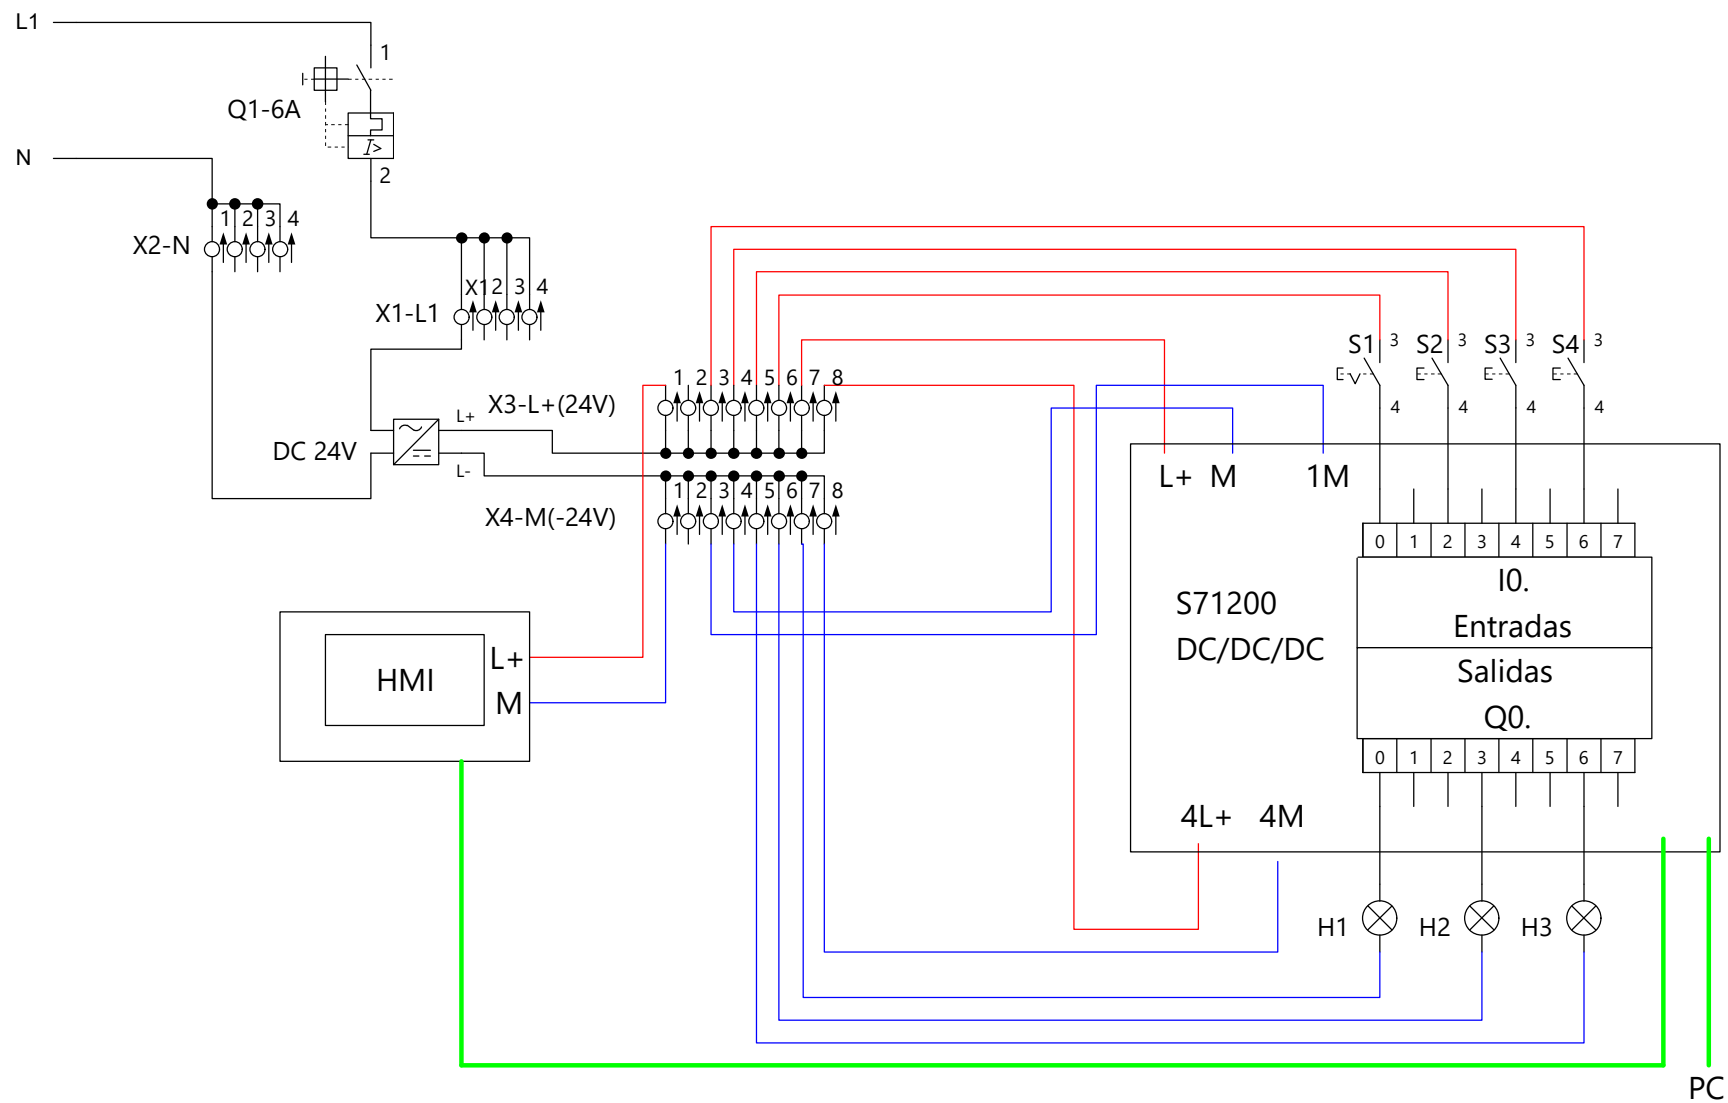 L1
1
Q1-6A
I>
N
2
1 2 3 4
X2-N
X1 2 3 4
X1-L1
S1 3 S2 3 S3 3 S4 3
1 2 3 4 5 6 7 8
X3-L+(24V)
4 4 4 4
L+
DC 24V
L-
L+ M 1M
1 2 3 4 5 6 7 8
X4-M(-24V)
0 1 2 3 4 5 6 7
I0.
S71200
Entradas
DC/DC/DC
L+
HMI
Salidas
M
Q0.
0 1 2 3 4 5 6 7
4L+ 4M
H1 H2 H3
PC